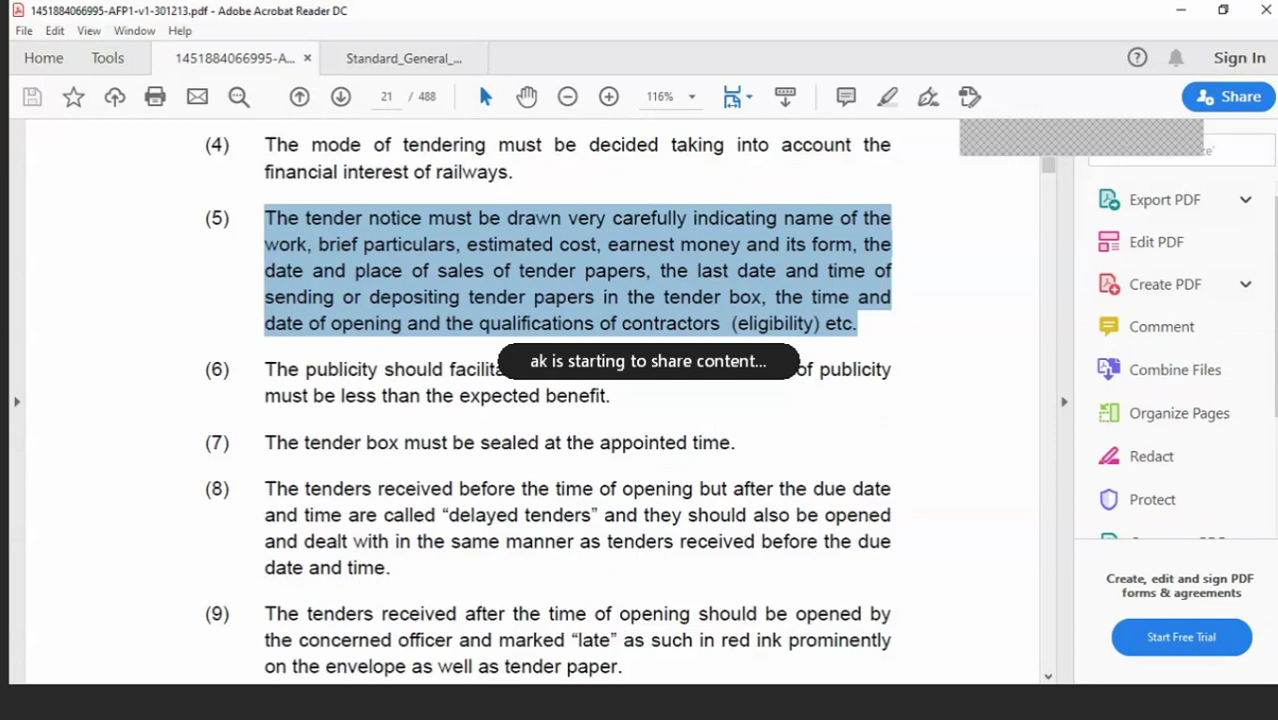 1451884066995-AFP1-v1-301213.pdf - Adobe Acrobat Reader DC
File Edit View Window Help
Home Tools 1451884066995-A... × Standard_General_... Sign In
21 / 488 116% Share
(4) The mode of tendering must be decided taking into account the
financial interest of railways.
(5) The tender notice must be drawn very carefully indicating name of the
work, brief particulars, estimated cost, earnest money and its form, the
date and place of sales of tender papers, the last date and time of
sending or depositing tender papers in the tender box, the time and
date of opening and the qualifications of contractors (eligibility) etc.
ak is starting to share content...
(6) The publicity should of publicity
must be less than the expected benefit.
(7) The tender box must be sealed at the appointed time.
(8) The tenders received before the time of opening but after the due date
and time are called “delayed tenders” and they should also be opened
and dealt with in the same manner as tenders received before the due
date and time.
(9) The tenders received after the time of opening should be opened by
the concerned officer and marked “late” as such in red ink prominently
on the envelope as well as tender paper.
Export PDF
Edit PDF
Create PDF
Comment
Combine Files
Organize Pages
Redact
Protect
Create, edit and sign PDF
forms & agreements
Start Free Trial